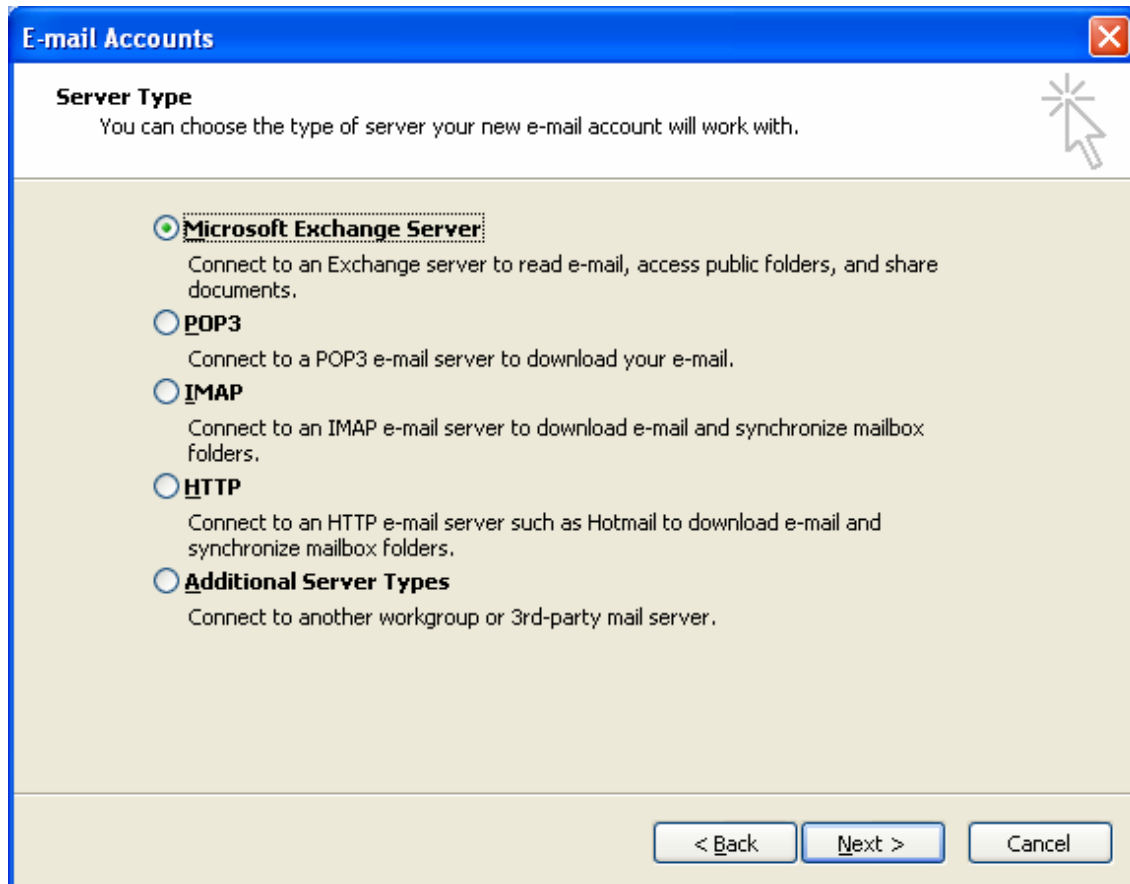 E-mail Accounts
Server Type
You can choose the type of server your new e-mail account will work with.
Microsoft Exchange Server
Connect to an Exchange server to read e-mail, access public folders, and share
documents.
POP3
Connect to a POP3 e-mail server to download your e-mail.
IMAP
Connect to an IMAP e-mail server to download e-mail and synchronize mailbox
folders.
HTTP
Connect to an HTTP e-mail server such as Hotmail to download e-mail and
synchronize mailbox folders.
Additional Server Types
Connect to another workgroup or 3rd-party mail server.
< Back Next > Cancel